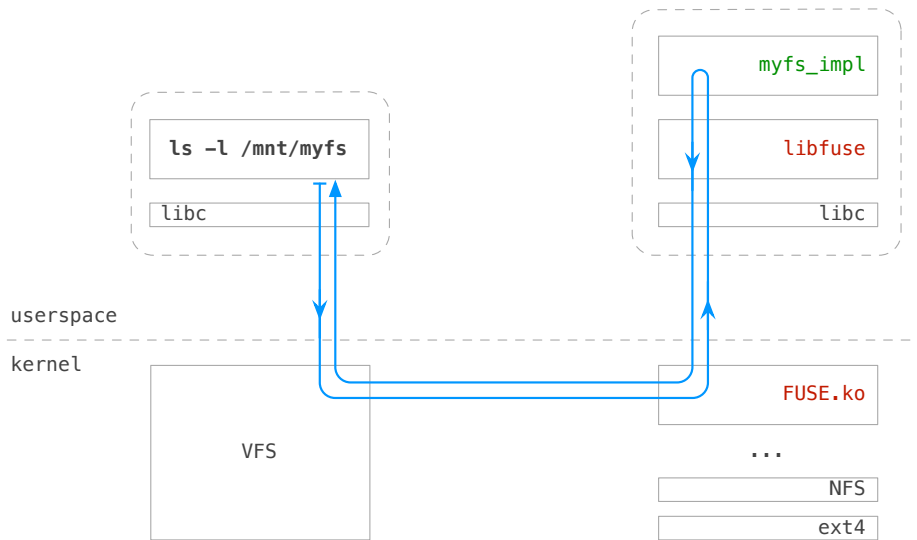 myfs_impl
ls -l /mnt/myfs
libfuse
libc
libc
userspace
kernel
FUSE.ko
VFS
...
NFS
ext4